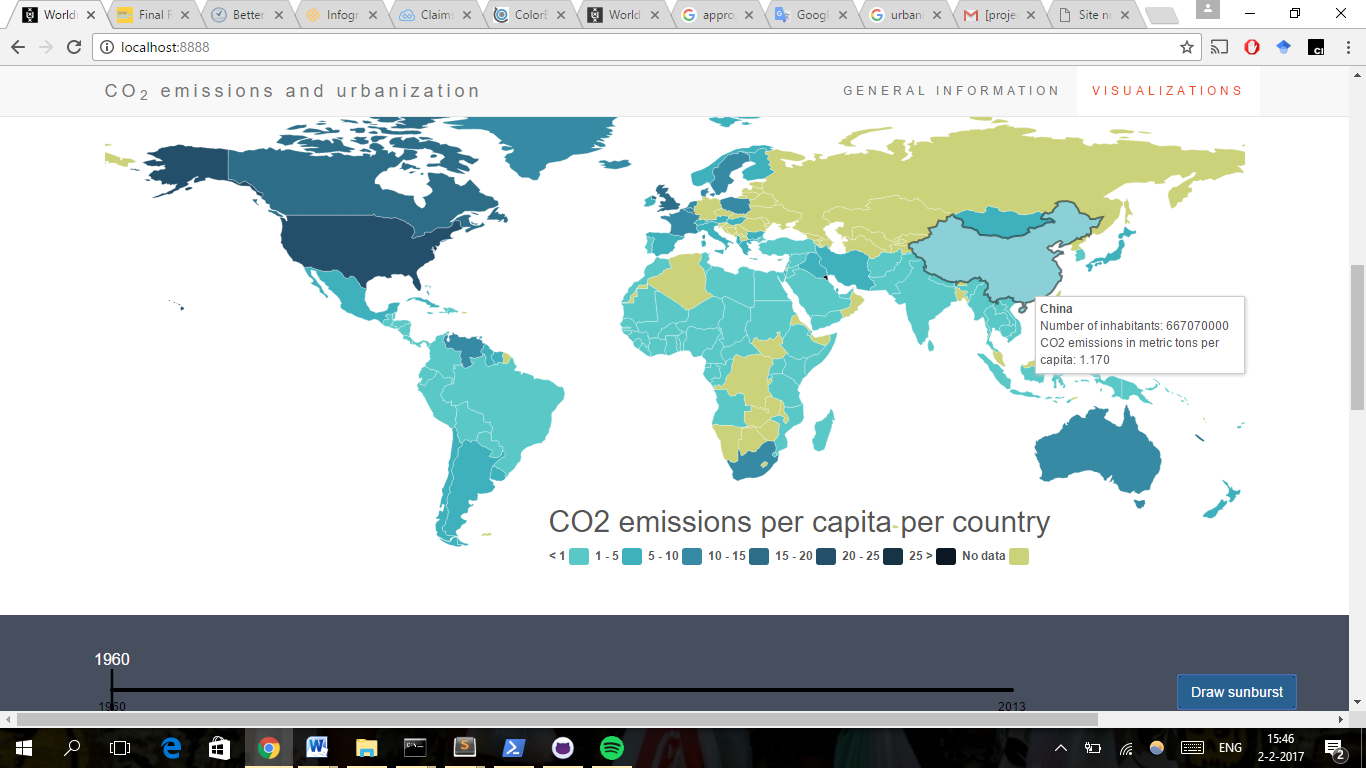 World
Final P
Better
Infogr
Claims
ColorB
World
appro
Googl
urban
[proje
Site no
localhost:8888
CO2 emissions and urbanization
GENERAL INFORMATION
VISUALIZATIONS
China
Number of inhabitants: 667070000
CO2 emissions in metric tons per
capita: 1.170
CO2 emissions per capita per country
< 1 1 - 5 5 - 10 10 - 15 15 - 20 20 - 25 25 > No data
1960
1960
2013
Draw sunburst
ENG
15:46
2-2-2017
2